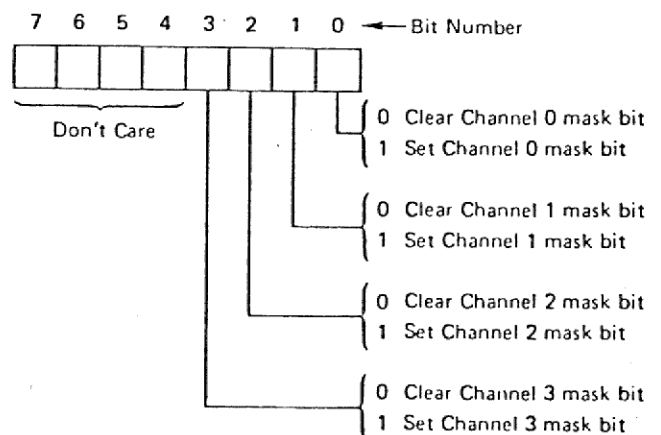 7 6 5 4 3 2 1 0 Bit Number
Don't Care
0 Clear Channel 0 mask bit
1 Set Channel 0 mask bit
0 Clear Channel 1 mask bit
1 Set Channel 1 mask bit
0 Clear Channel 2 mask bit
1 Set Channel 2 mask bit
0 Clear Channel 3 mask bit
1 Set Channel 3 mask bit